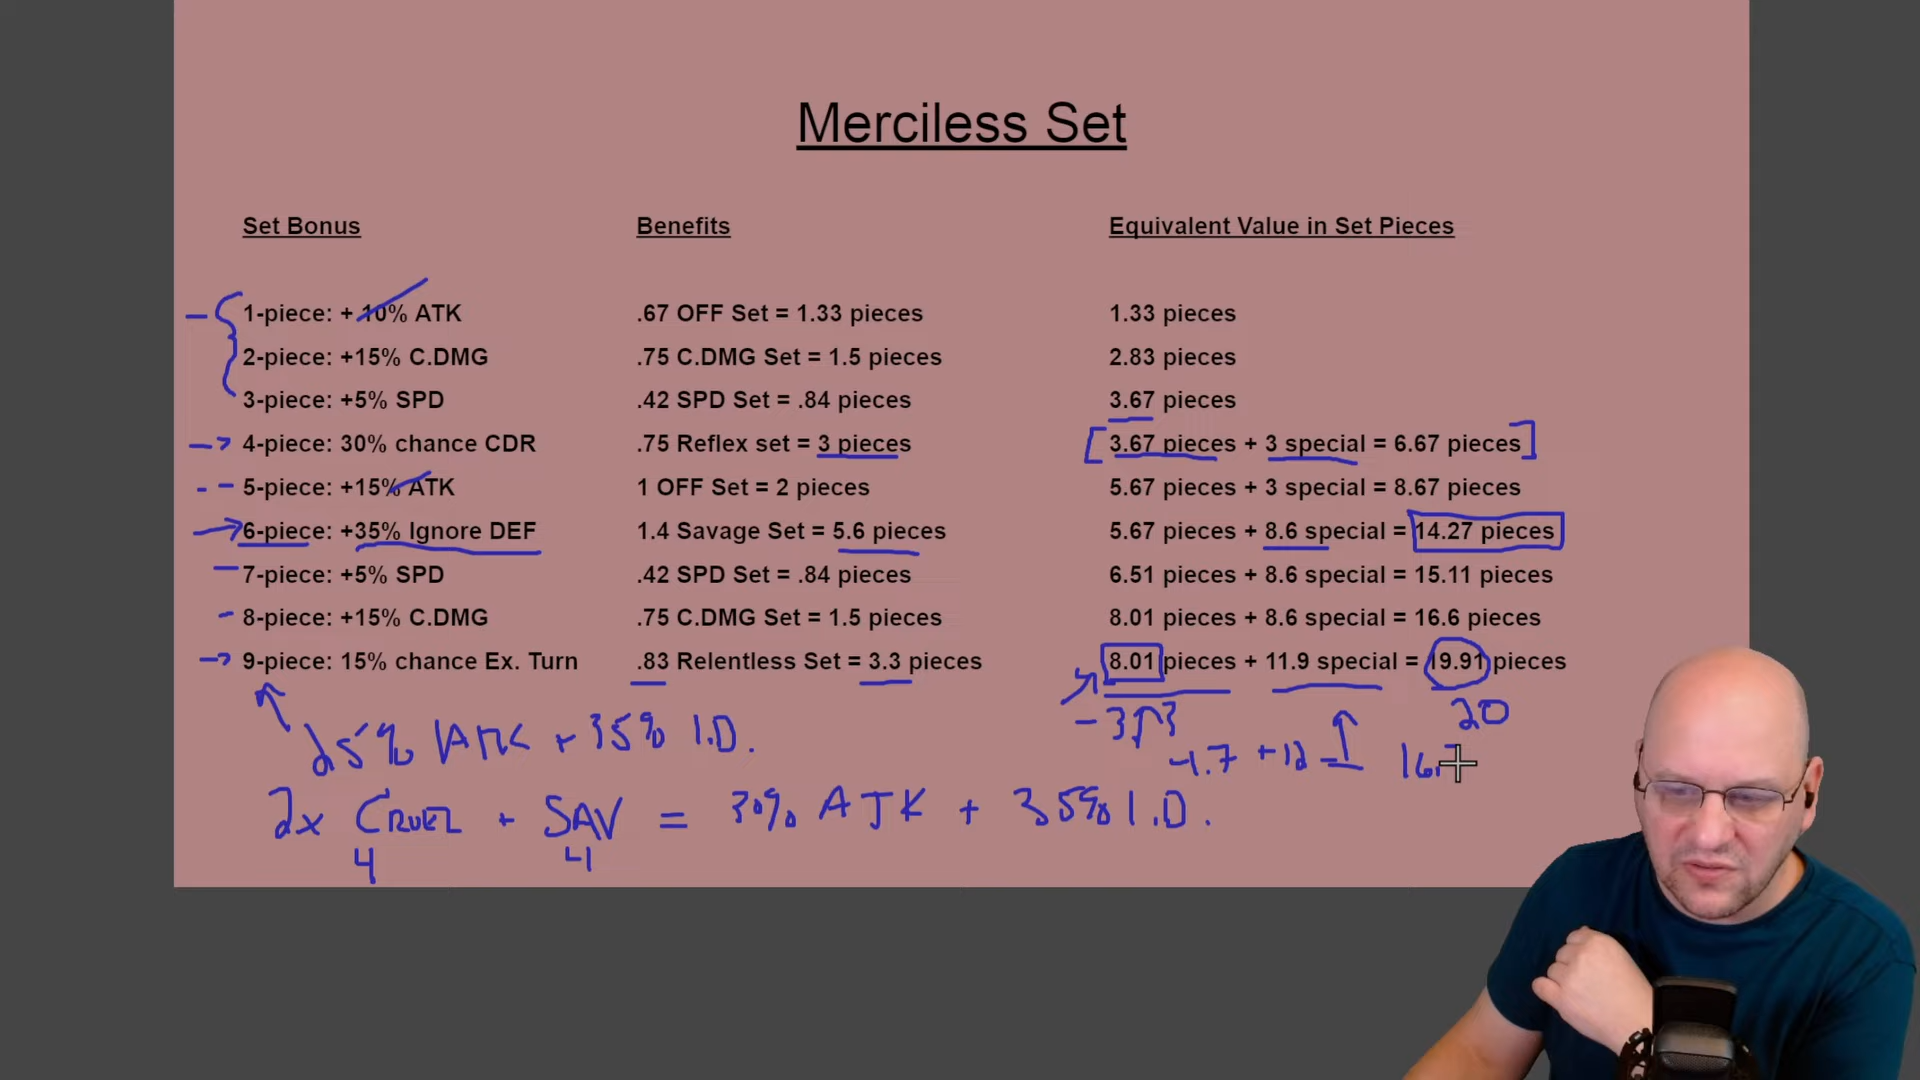 Merciless Set
Set Bonus Benefits Equivalent Value in Set Pieces
1-piece: + 10% ATK .67 OFF Set = 1.33 pieces 1.33 pieces
2-piece: +15% C.DMG .75 C.DMG Set = 1.5 pieces 2.83 pieces
3-piece: +5% SPD .42 SPD Set = .84 pieces 3.67 pieces
4-piece: 30% chance CDR .75 Reflex set = 3 pieces [3.67 pieces + 3 special = 6.67 pieces]
5-piece: +15% ATK 1 OFF Set = 2 pieces 5.67 pieces + 3 special = 8.67 pieces
6-piece: +35% Ignore DEF 1.4 Savage Set = 5.6 pieces 5.67 pieces + 8.6 special = 14.27 pieces
7-piece: +5% SPD .42 SPD Set = .84 pieces 6.51 pieces + 8.6 special = 15.11 pieces
8-piece: +15% C.DMG .75 C.DMG Set = 1.5 pieces 8.01 pieces + 8.6 special = 16.6 pieces
9-piece: 15% chance Ex. Turn .83 Relentless Set = 3.3 pieces 8.01 pieces + 11.9 special = 19.91 pieces
25% ATK + 35% I.D. 20
4.7 + 12 16.7
2x CRUEL + SAV = 30% ATK + 35% I.D.
4 4